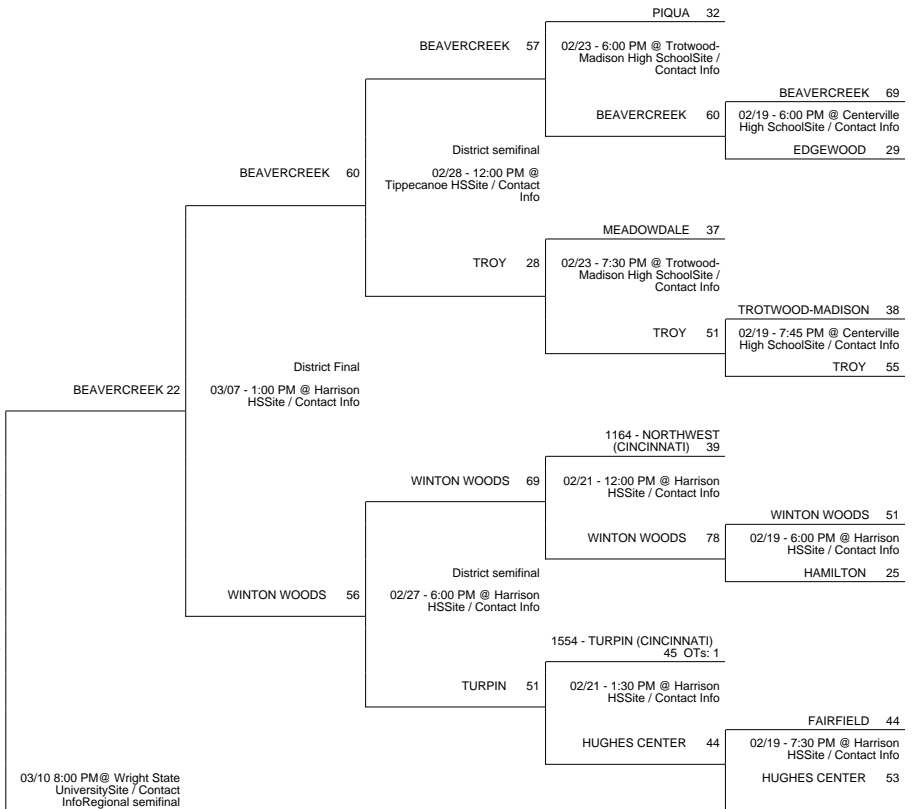 PIQUA 32
BEAVERCREEK 57
02/23 - 6:00 PM @ Trotwood-
Madison High SchoolSite /
Contact Info
BEAVERCREEK 69
BEAVERCREEK 60
02/19 - 6:00 PM @ Centerville
High SchoolSite / Contact Info
EDGEWOOD 29
District semifinal
BEAVERCREEK 60
02/28 - 12:00 PM @
Tippecanoe HSSite / Contact
Info
MEADOWDALE 37
TROY 28
02/23 - 7:30 PM @ Trotwood-
Madison High SchoolSite /
Contact Info
TROTWOOD-MADISON 38
TROY 51
02/19 - 7:45 PM @ Centerville
High SchoolSite / Contact Info
TROY 55
District Final
BEAVERCREEK 22
03/07 - 1:00 PM @ Harrison
HSSite / Contact Info
1164 - NORTHWEST
(CINCINNATI) 39
WINTON WOODS 69
02/21 - 12:00 PM @ Harrison
HSSite / Contact Info
WINTON WOODS 51
WINTON WOODS 78
02/19 - 6:00 PM @ Harrison
HSSite / Contact Info
HAMILTON 25
District semifinal
WINTON WOODS 56
02/27 - 6:00 PM @ Harrison
HSSite / Contact Info
1554 - TURPIN (CINCINNATI)
45 OTs: 1
TURPIN 51
02/21 - 1:30 PM @ Harrison
HSSite / Contact Info
FAIRFIELD 44
HUGHES CENTER 44
02/19 - 7:30 PM @ Harrison
HSSite / Contact Info
HUGHES CENTER 53
03/10 8:00 PM@ Wright State
UniversitySite / Contact
InfoRegional semifinal